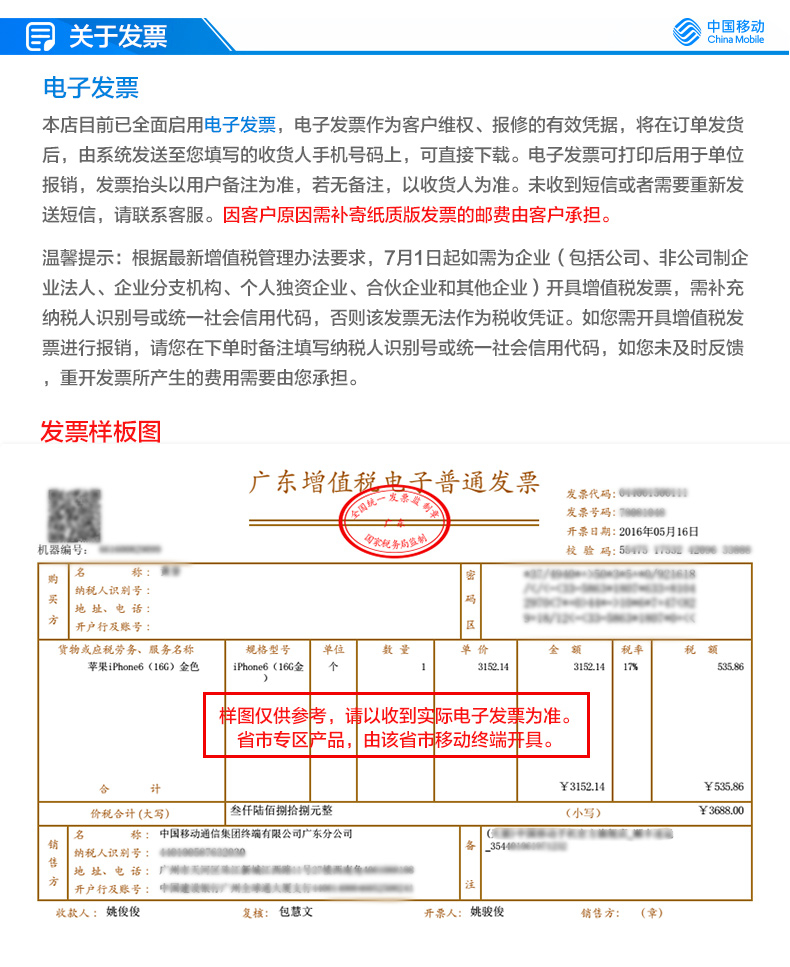 关于发票
中国移动
China Mobile
电子发票
本店目前已全面启用电子发票，电子发票作为客户维权、报修的有效凭据，将在订单发货
后，由系统发送至您填写的收货人手机号码上，可直接下载。电子发票可打印后用于单位
报销，发票抬头以用户备注为准，若无备注，以收货人为准。未收到短信或者需要重新发
送短信，请联系客服。因客户原因需补寄纸质版发票的邮费由客户承担。
温馨提示：根据最新增值税管理办法要求，7月1日起如需为企业（包括公司、非公司制企
业法人、企业分支机构、个人独资企业、合伙企业和其他企业）开具增值税发票，需补充
纳税人识别号或统一社会信用代码，否则该发票无法作为税收凭证。如您需开具增值税发
票进行报销，请您在下单时备注填写纳税人识别号或统一社会信用代码，如您未及时反馈
，重开发票所产生的费用需要由您承担。
发票样板图
广东增值税电子普通发票
全国统一发票监制章
广东
国家税务局监制
发票代码：
发票号码：
开票日期：2016年05月16日
校 验 码：
机器编号：
购买方
名 称：
纳税人识别号：
地 址、电 话：
开户行及账号：
密码区
货物或应税劳务、服务名称 规格型号 单位 数 量 单 价 金 额 税率 税 额
苹果iPhone6（16G）金色 iPhone6（16G金） 个 1 3152.14 3152.14 17% 535.86
样图仅供参考，请以收到实际电子发票为准。
省市专区产品，由该省市移动终端开具。
合 计 ￥3152.14 ￥535.86
价税合计(大写) 叁仟陆佰捌拾捌元整 （小写） ￥3688.00
销售方
名 称：中国移动通信集团终端有限公司广东分公司
纳税人识别号：
地 址、电 话：
开户行及账号：
备注
收款人：姚俊俊 复核：包慧文 开票人：姚骏俊 销售方：（章）